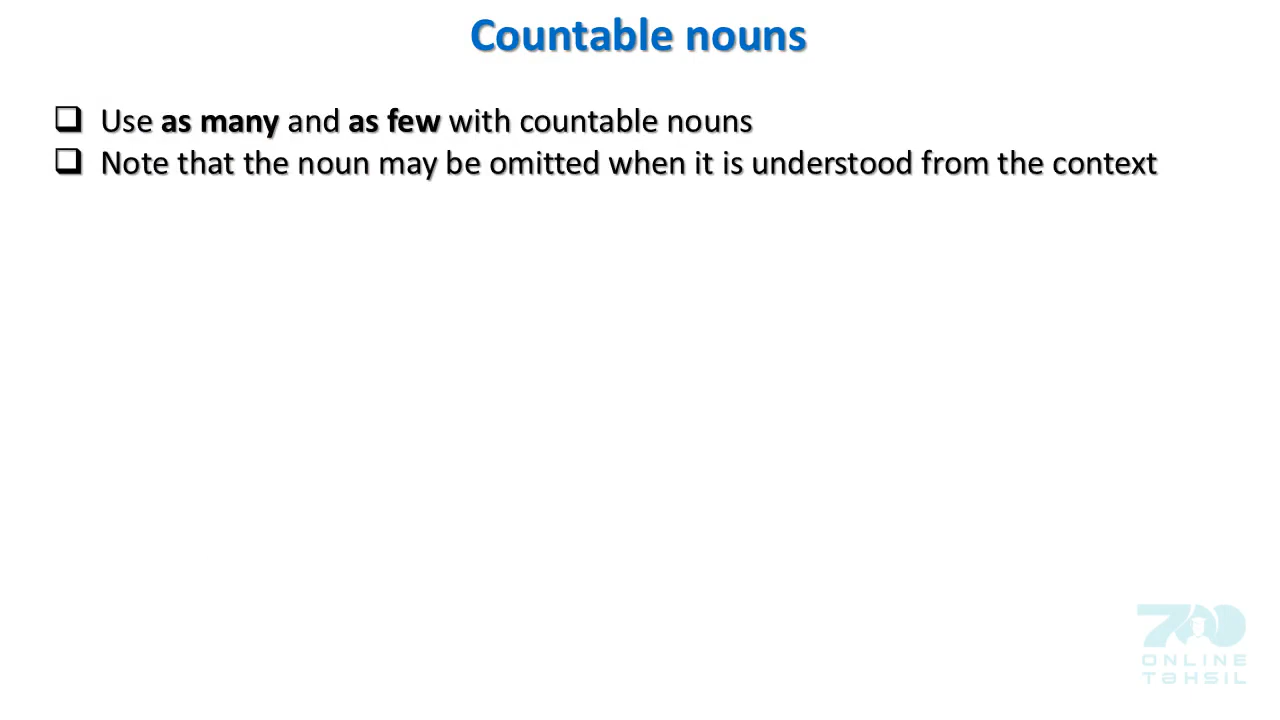 Countable nouns
❑ Use as many and as few with countable nouns
❑ Note that the noun may be omitted when it is understood from the context
700
ONLINE
TƏHSIL